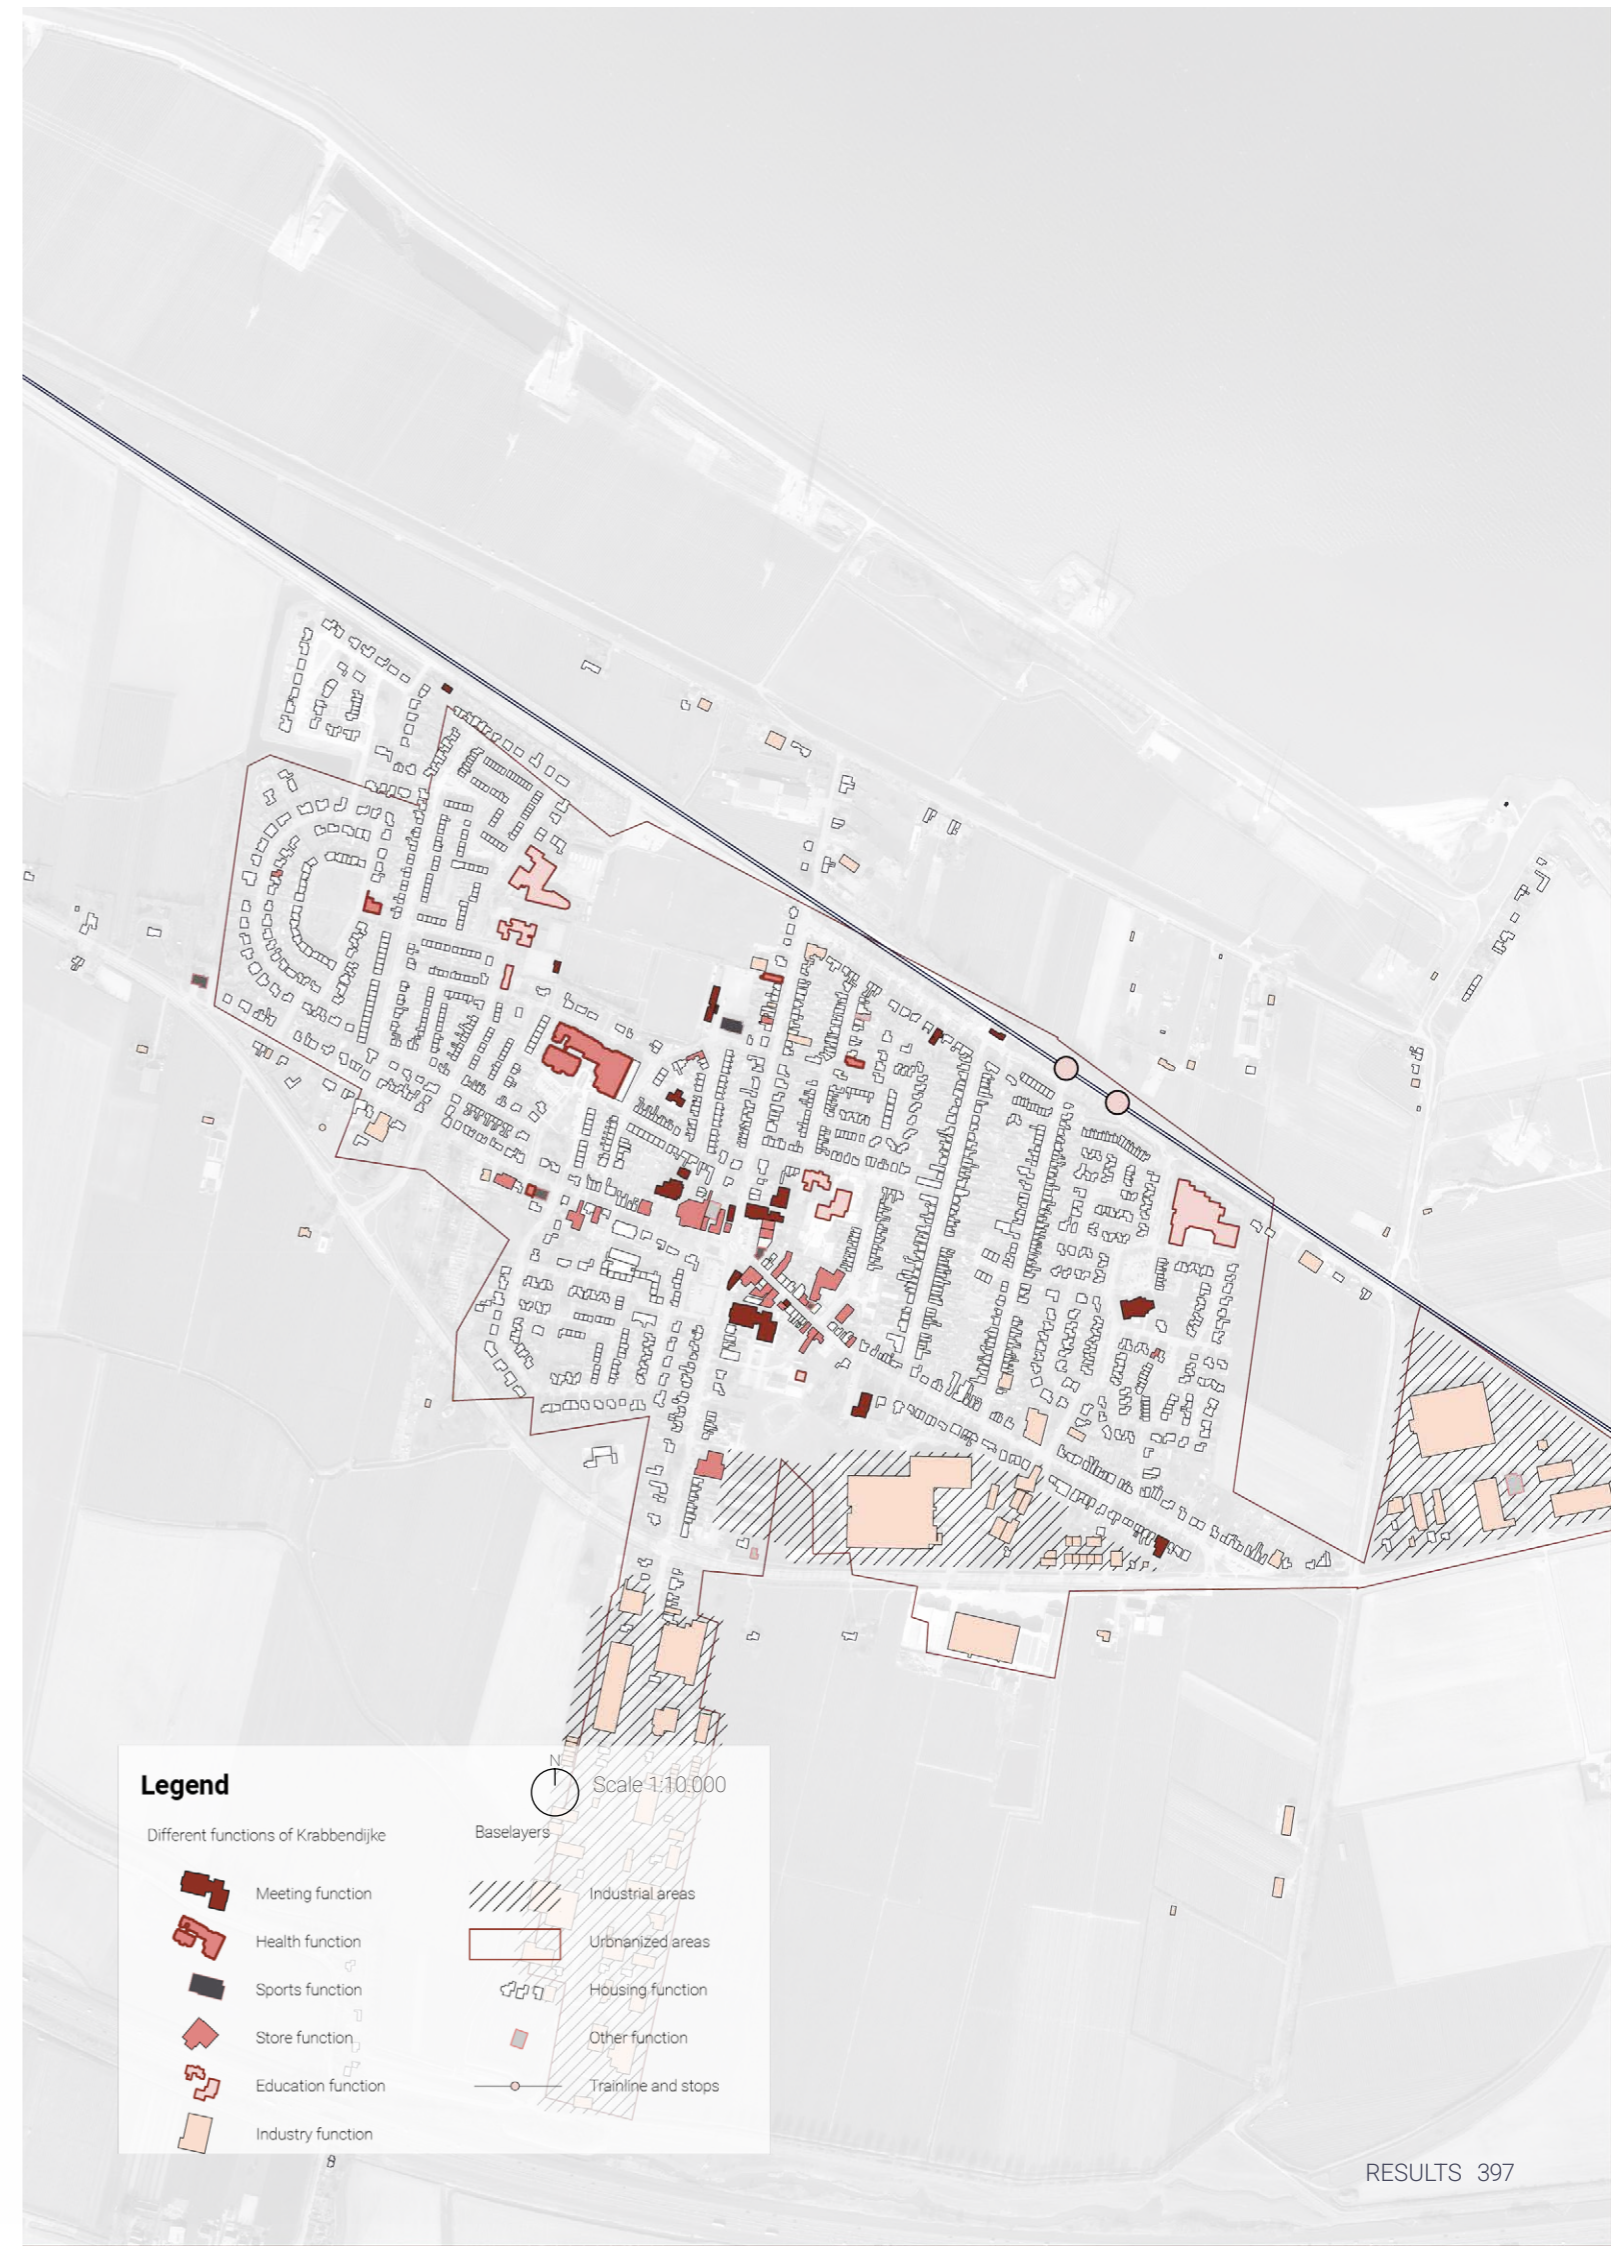 Legend
N
Scale 1:10.000
Different functions of Krabbendijke
Baselayers
Meeting function
Industrial areas
Health function
Urbnanized areas
Sports function
Housing function
Store function
Other function
Education function
Trainline and stops
Industry function
RESULTS 397